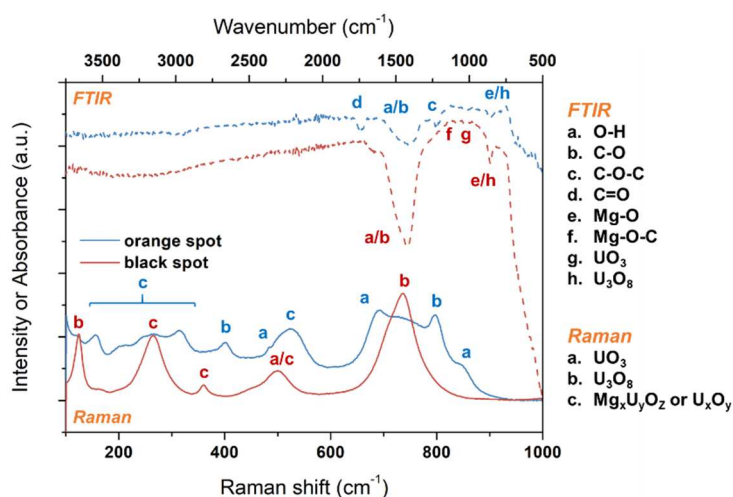 Wavenumber (cm⁻¹)
3500 3000 2500 2000 1500 1000 500
FTIR
d a/b c e/h
f g
e/h
a/b
Intensity or Absorbance (a.u.)
orange spot
black spot
c
b c c a/c b
b a c a b a
Raman
200 400 600 800 1000
Raman shift (cm⁻¹)
FTIR
a. O-H
b. C-O
c. C-O-C
d. C=O
e. Mg-O
f. Mg-O-C
g. UO₃
h. U₃O₈
Raman
a. UO₃
b. U₃O₈
c. MgₓUᵧO_Z or UₓOᵧ